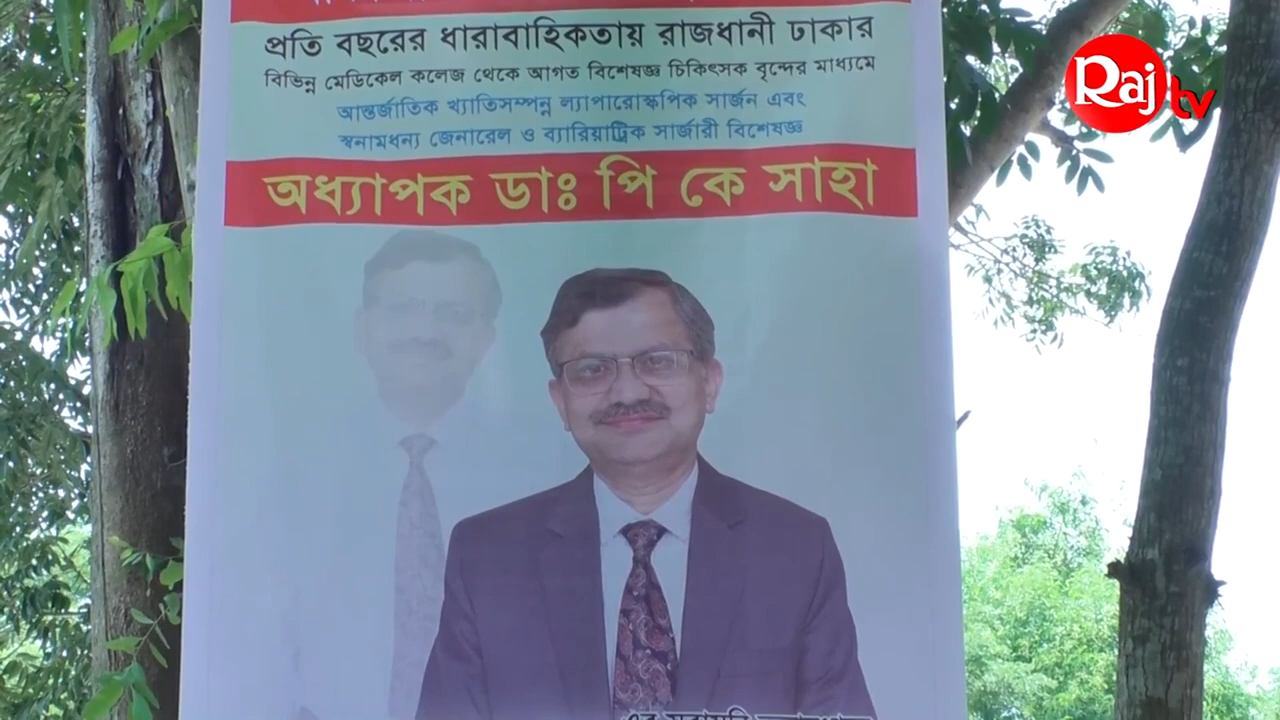 প্রতি বছরের ধারাবাহিকতায় রাজধানী ঢাকার
বিভিন্ন মেডিকেল কলেজ থেকে আগত বিশেষজ্ঞ চিকিৎসক বৃন্দের মাধ্যমে
আন্তর্জাতিক খ্যাতিসম্পন্ন ল্যাপারোস্কপিক সার্জন এবং
স্বনামধন্য জেনারেল ও ব্যারিয়াট্রিক সার্জারী বিশেষজ্ঞ
অধ্যাপক ডাঃ পি কে সাহা
Raj tv